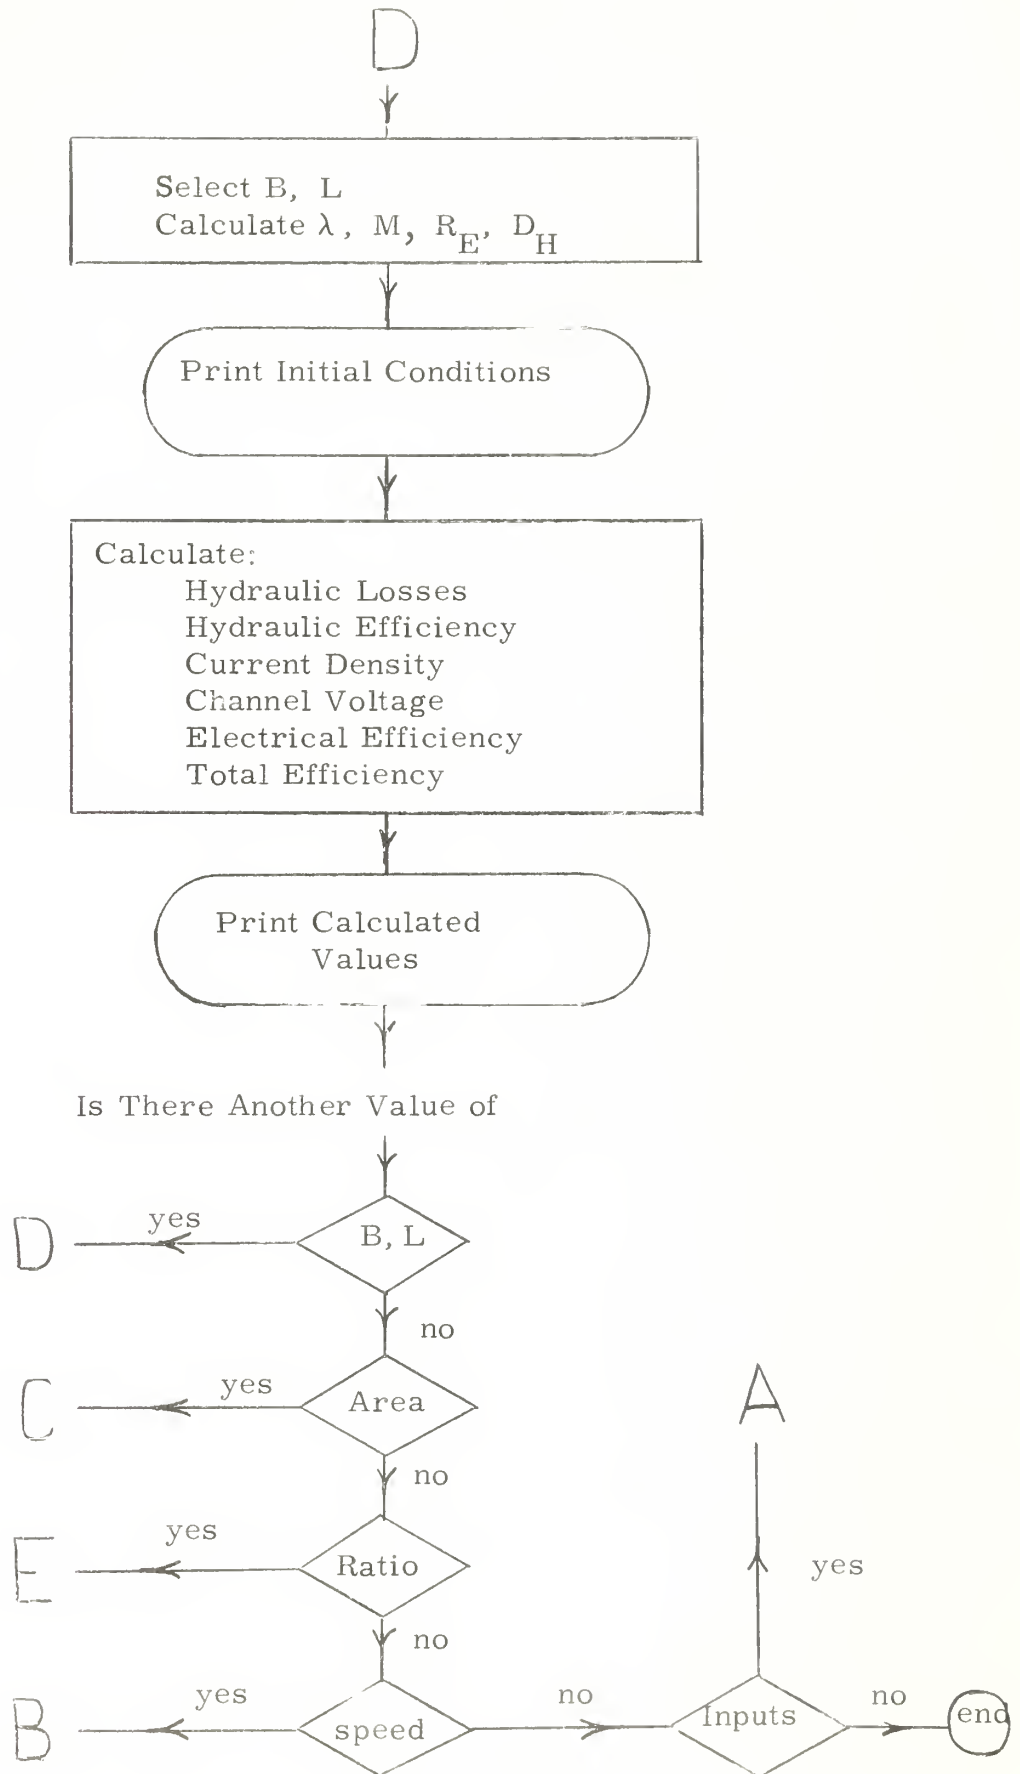 D
Select B, L
Calculate λ, M, R_E, D_H
Print Initial Conditions
Calculate:
Hydraulic Losses
Hydraulic Efficiency
Current Density
Channel Voltage
Electrical Efficiency
Total Efficiency
Print Calculated
Values
Is There Another Value of
D yes B, L
no
C yes Area A
no
E yes Ratio yes
no
B yes speed no Inputs no end